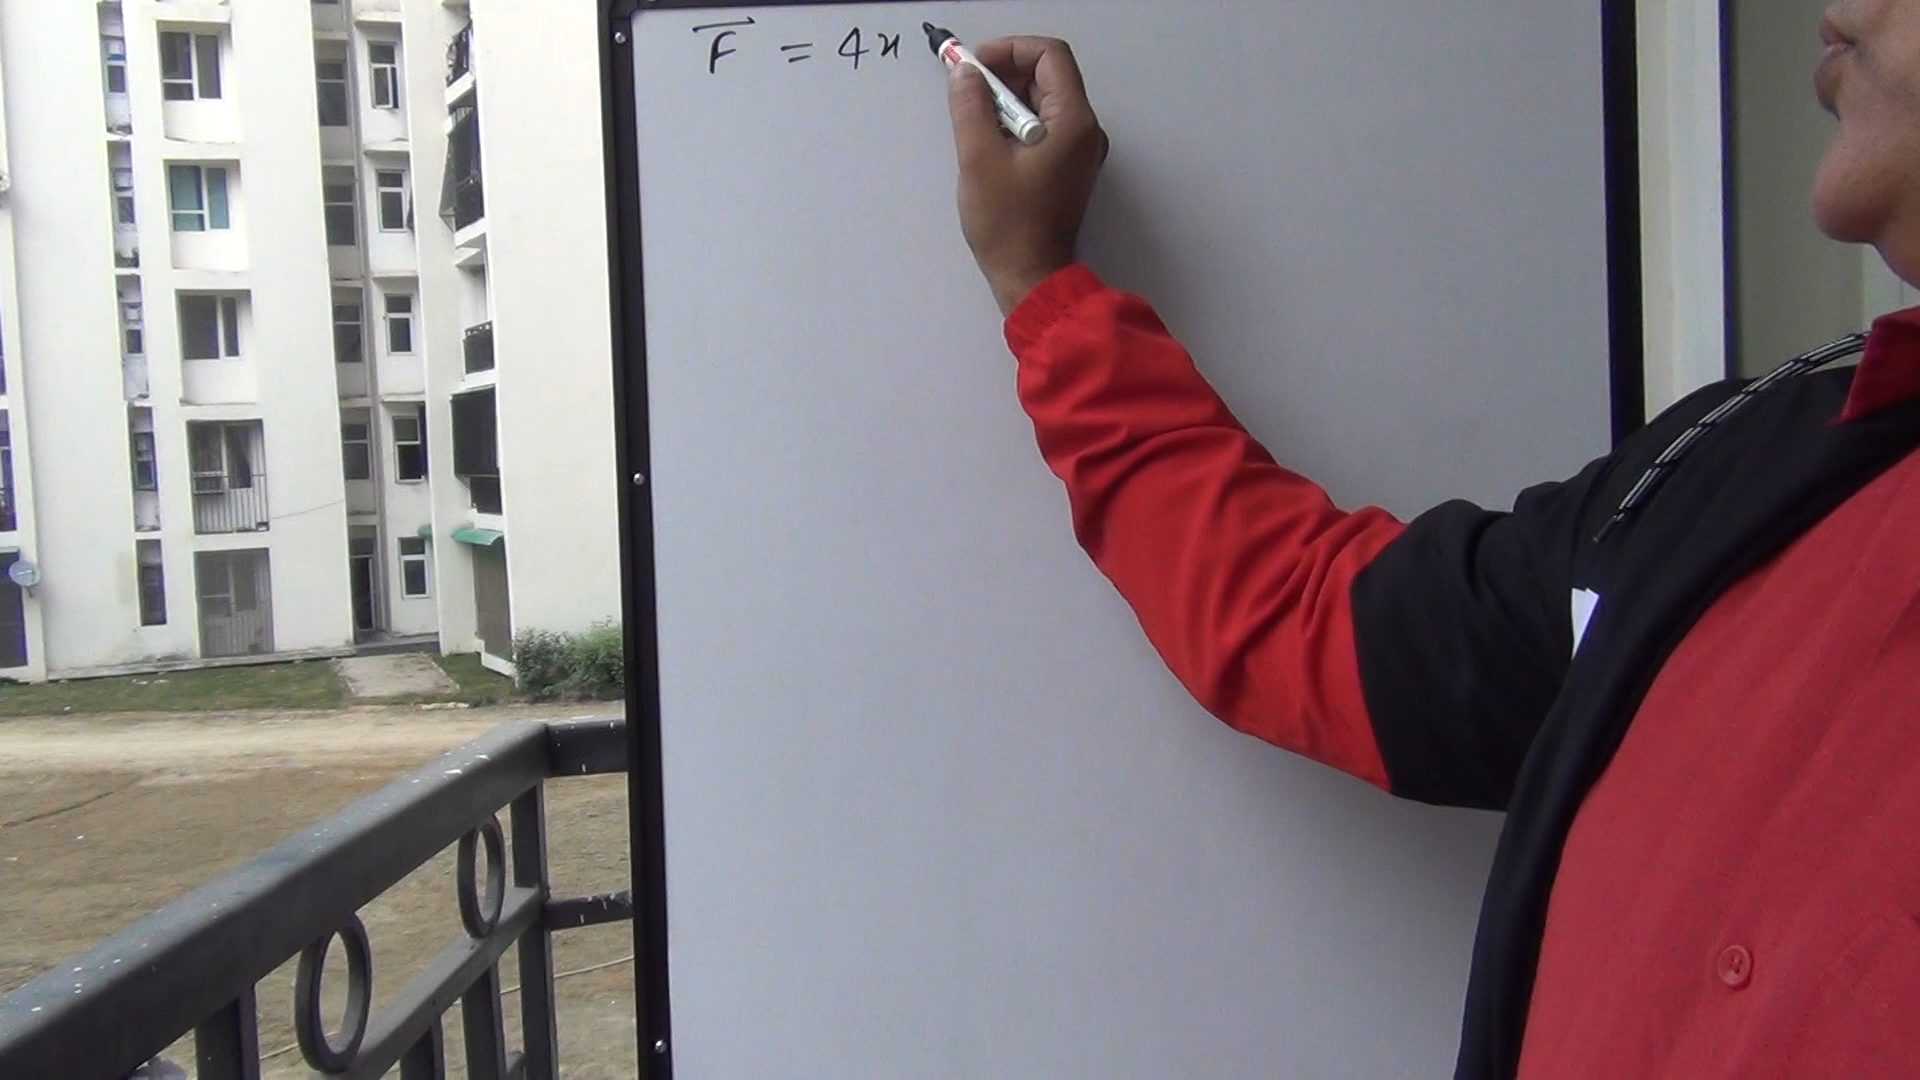 F⃗ = 4x